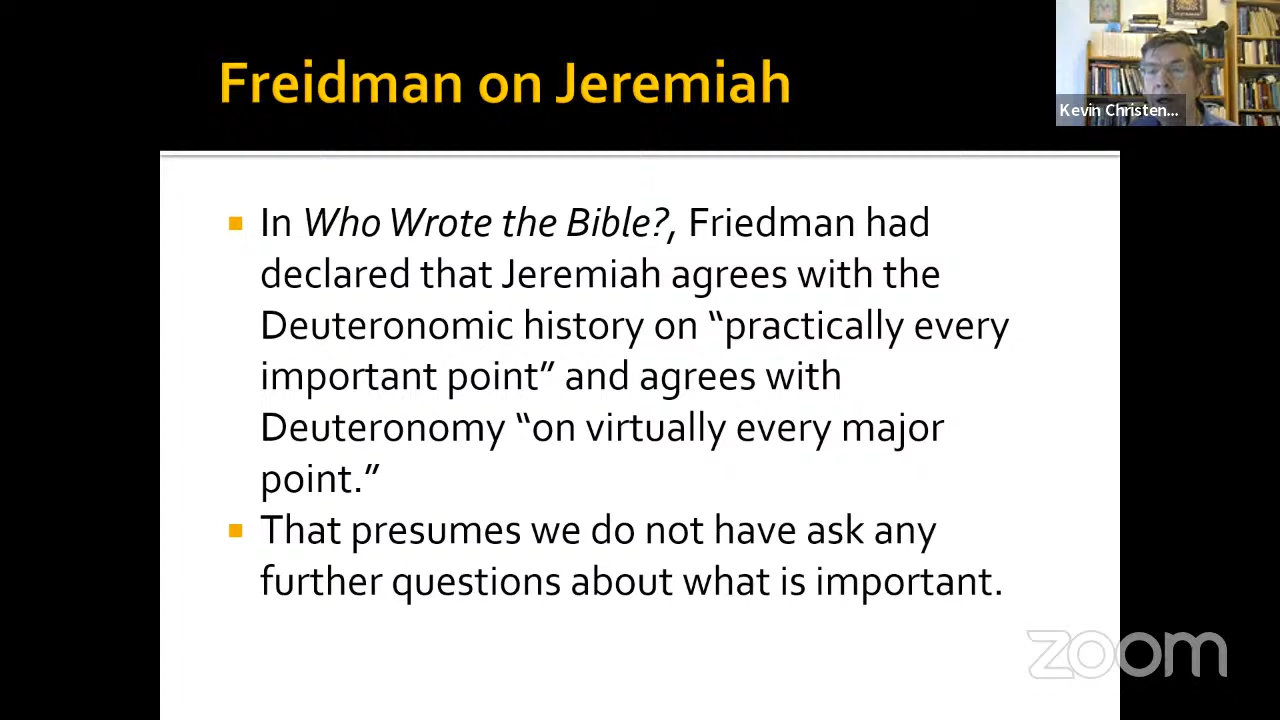 Freidman on Jeremiah
Kevin Christen...
In Who Wrote the Bible?, Friedman had
declared that Jeremiah agrees with the
Deuteronomic history on “practically every
important point” and agrees with
Deuteronomy “on virtually every major
point.”
That presumes we do not have ask any
further questions about what is important.
zoom